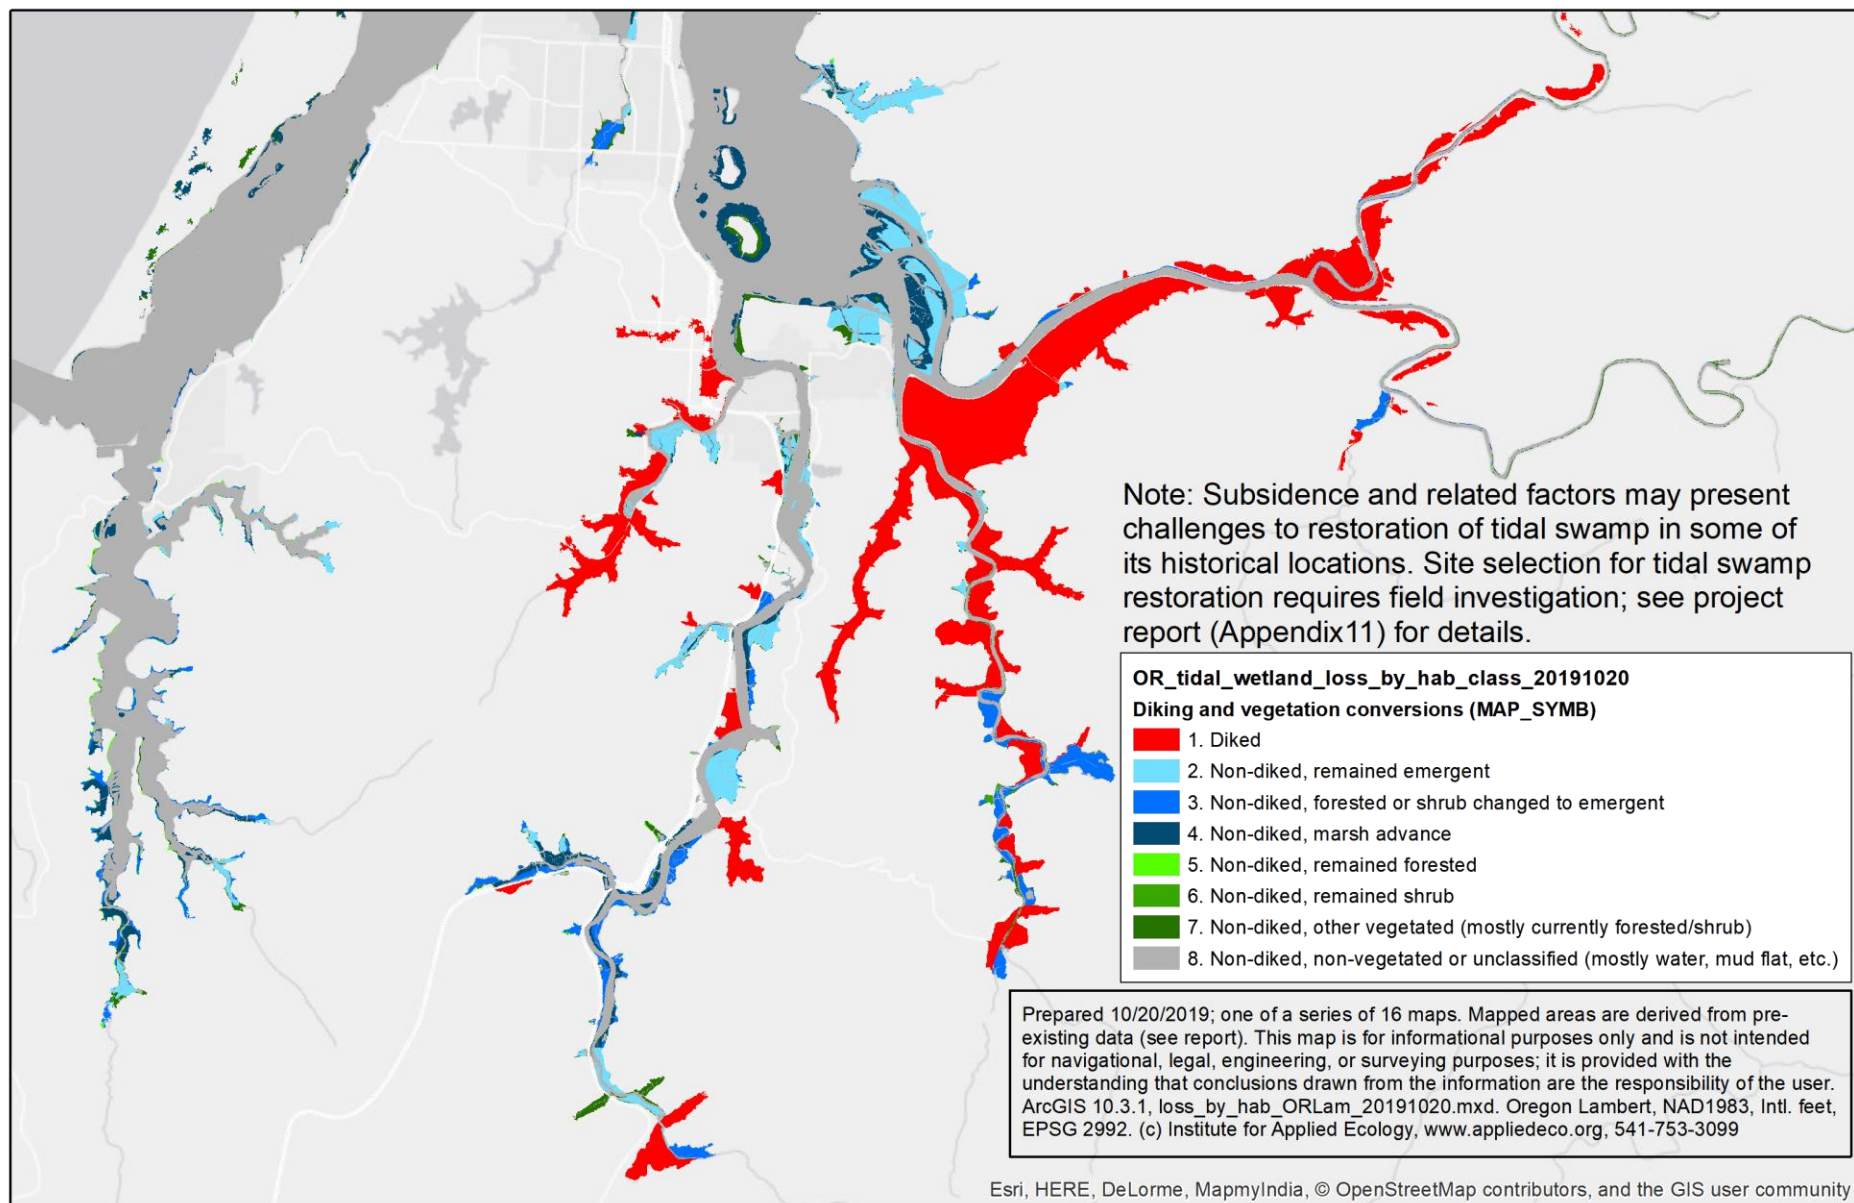 Note: Subsidence and related factors may present
challenges to restoration of tidal swamp in some of
its historical locations. Site selection for tidal swamp
restoration requires field investigation; see project
report (Appendix11) for details.
OR_tidal_wetland_loss_by_hab_class_20191020
Diking and vegetation conversions (MAP_SYMB)
1. Diked
2. Non-diked, remained emergent
3. Non-diked, forested or shrub changed to emergent
4. Non-diked, marsh advance
5. Non-diked, remained forested
6. Non-diked, remained shrub
7. Non-diked, other vegetated (mostly currently forested/shrub)
8. Non-diked, non-vegetated or unclassified (mostly water, mud flat, etc.)
Prepared 10/20/2019; one of a series of 16 maps. Mapped areas are derived from pre-
existing data (see report). This map is for informational purposes only and is not intended
for navigational, legal, engineering, or surveying purposes; it is provided with the
understanding that conclusions drawn from the information are the responsibility of the user.
ArcGIS 10.3.1, loss_by_hab_ORLam_20191020.mxd. Oregon Lambert, NAD1983, Intl. feet,
EPSG 2992. (c) Institute for Applied Ecology, www.appliedeco.org, 541-753-3099
Esri, HERE, DeLorme, MapmyIndia, © OpenStreetMap contributors, and the GIS user community